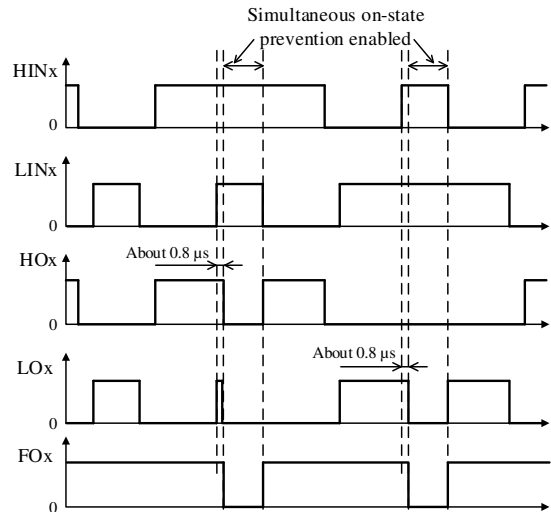 Simultaneous on-state
prevention enabled
HINx
0
LINx
0
About 0.8 µs
HOx
0
About 0.8 µs
LOx
0
FOx
0